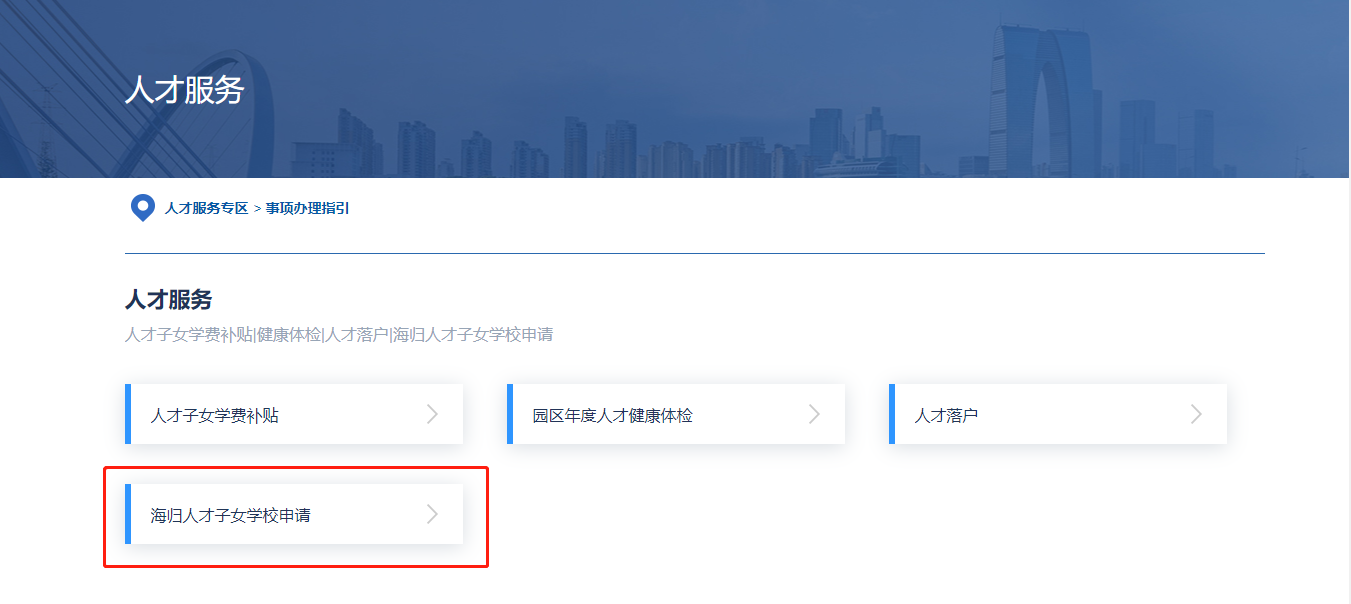 人才服务
人才服务专区 > 事项办理指引
人才服务
人才子女学费补贴|健康体检|人才落户|海归人才子女学校申请
人才子女学费补贴
园区年度人才健康体检
人才落户
海归人才子女学校申请